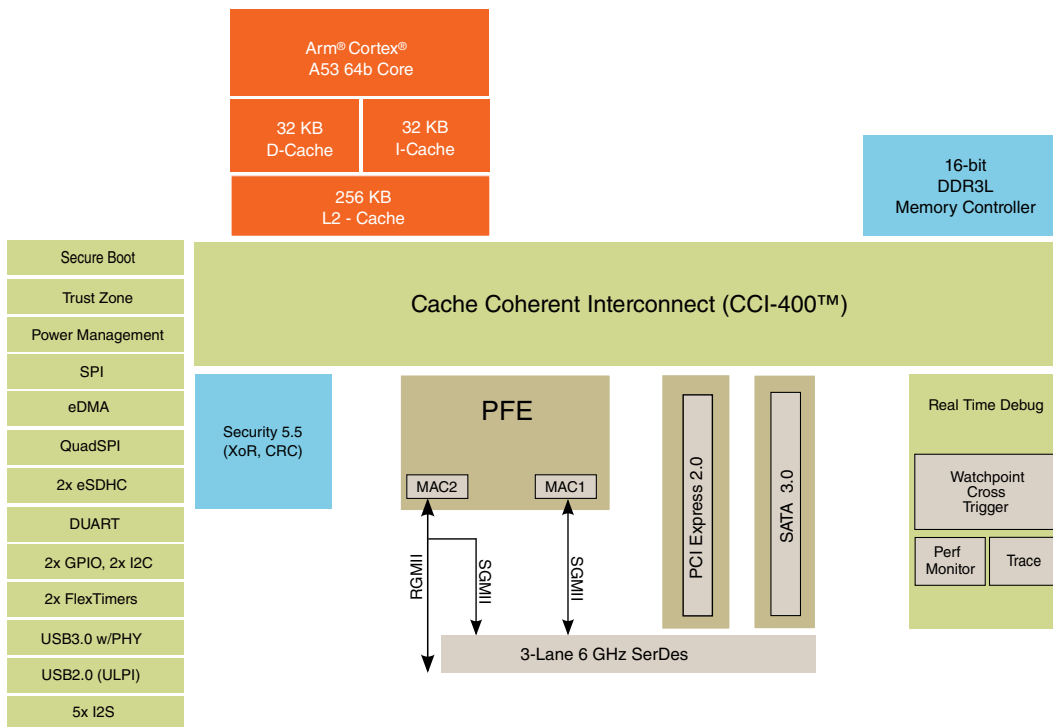 Arm® Cortex®
A53 64b Core
32 KB
D-Cache
32 KB
I-Cache
256 KB
L2 - Cache
16-bit
DDR3L
Memory Controller
Secure Boot
Trust Zone
Power Management
SPI
eDMA
QuadSPI
2x eSDHC
DUART
2x GPIO, 2x I2C
2x FlexTimers
USB3.0 w/PHY
USB2.0 (ULPI)
5x I2S
Cache Coherent Interconnect (CCI-400™)
Security 5.5
(XoR, CRC)
PFE
MAC2
MAC1
RGMII
SGMII
SGMII
PCI Express 2.0
SATA 3.0
3-Lane 6 GHz SerDes
Real Time Debug
Watchpoint
Cross
Trigger
Perf
Monitor
Trace